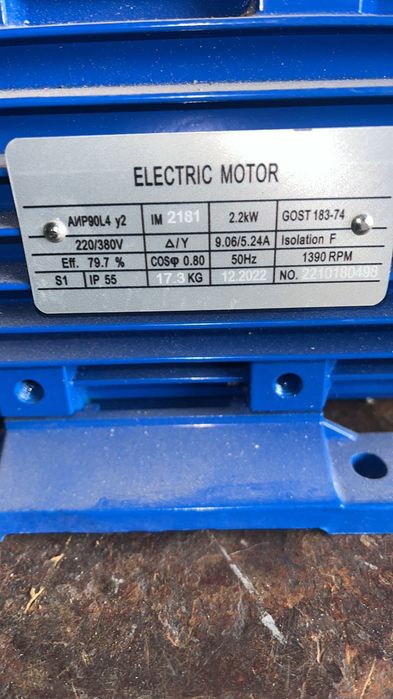 ELECTRIC MOTOR
АИР90L4 у2 IM 2181 2.2kW GOST 183-74
220/380V Δ/Y 9.06/5.24A Isolation F
Eff. 79.7 % COSφ 0.80 50Hz 1390 RPM
S1 IP 55 17.3 KG 12.2022 NO. 2210180498